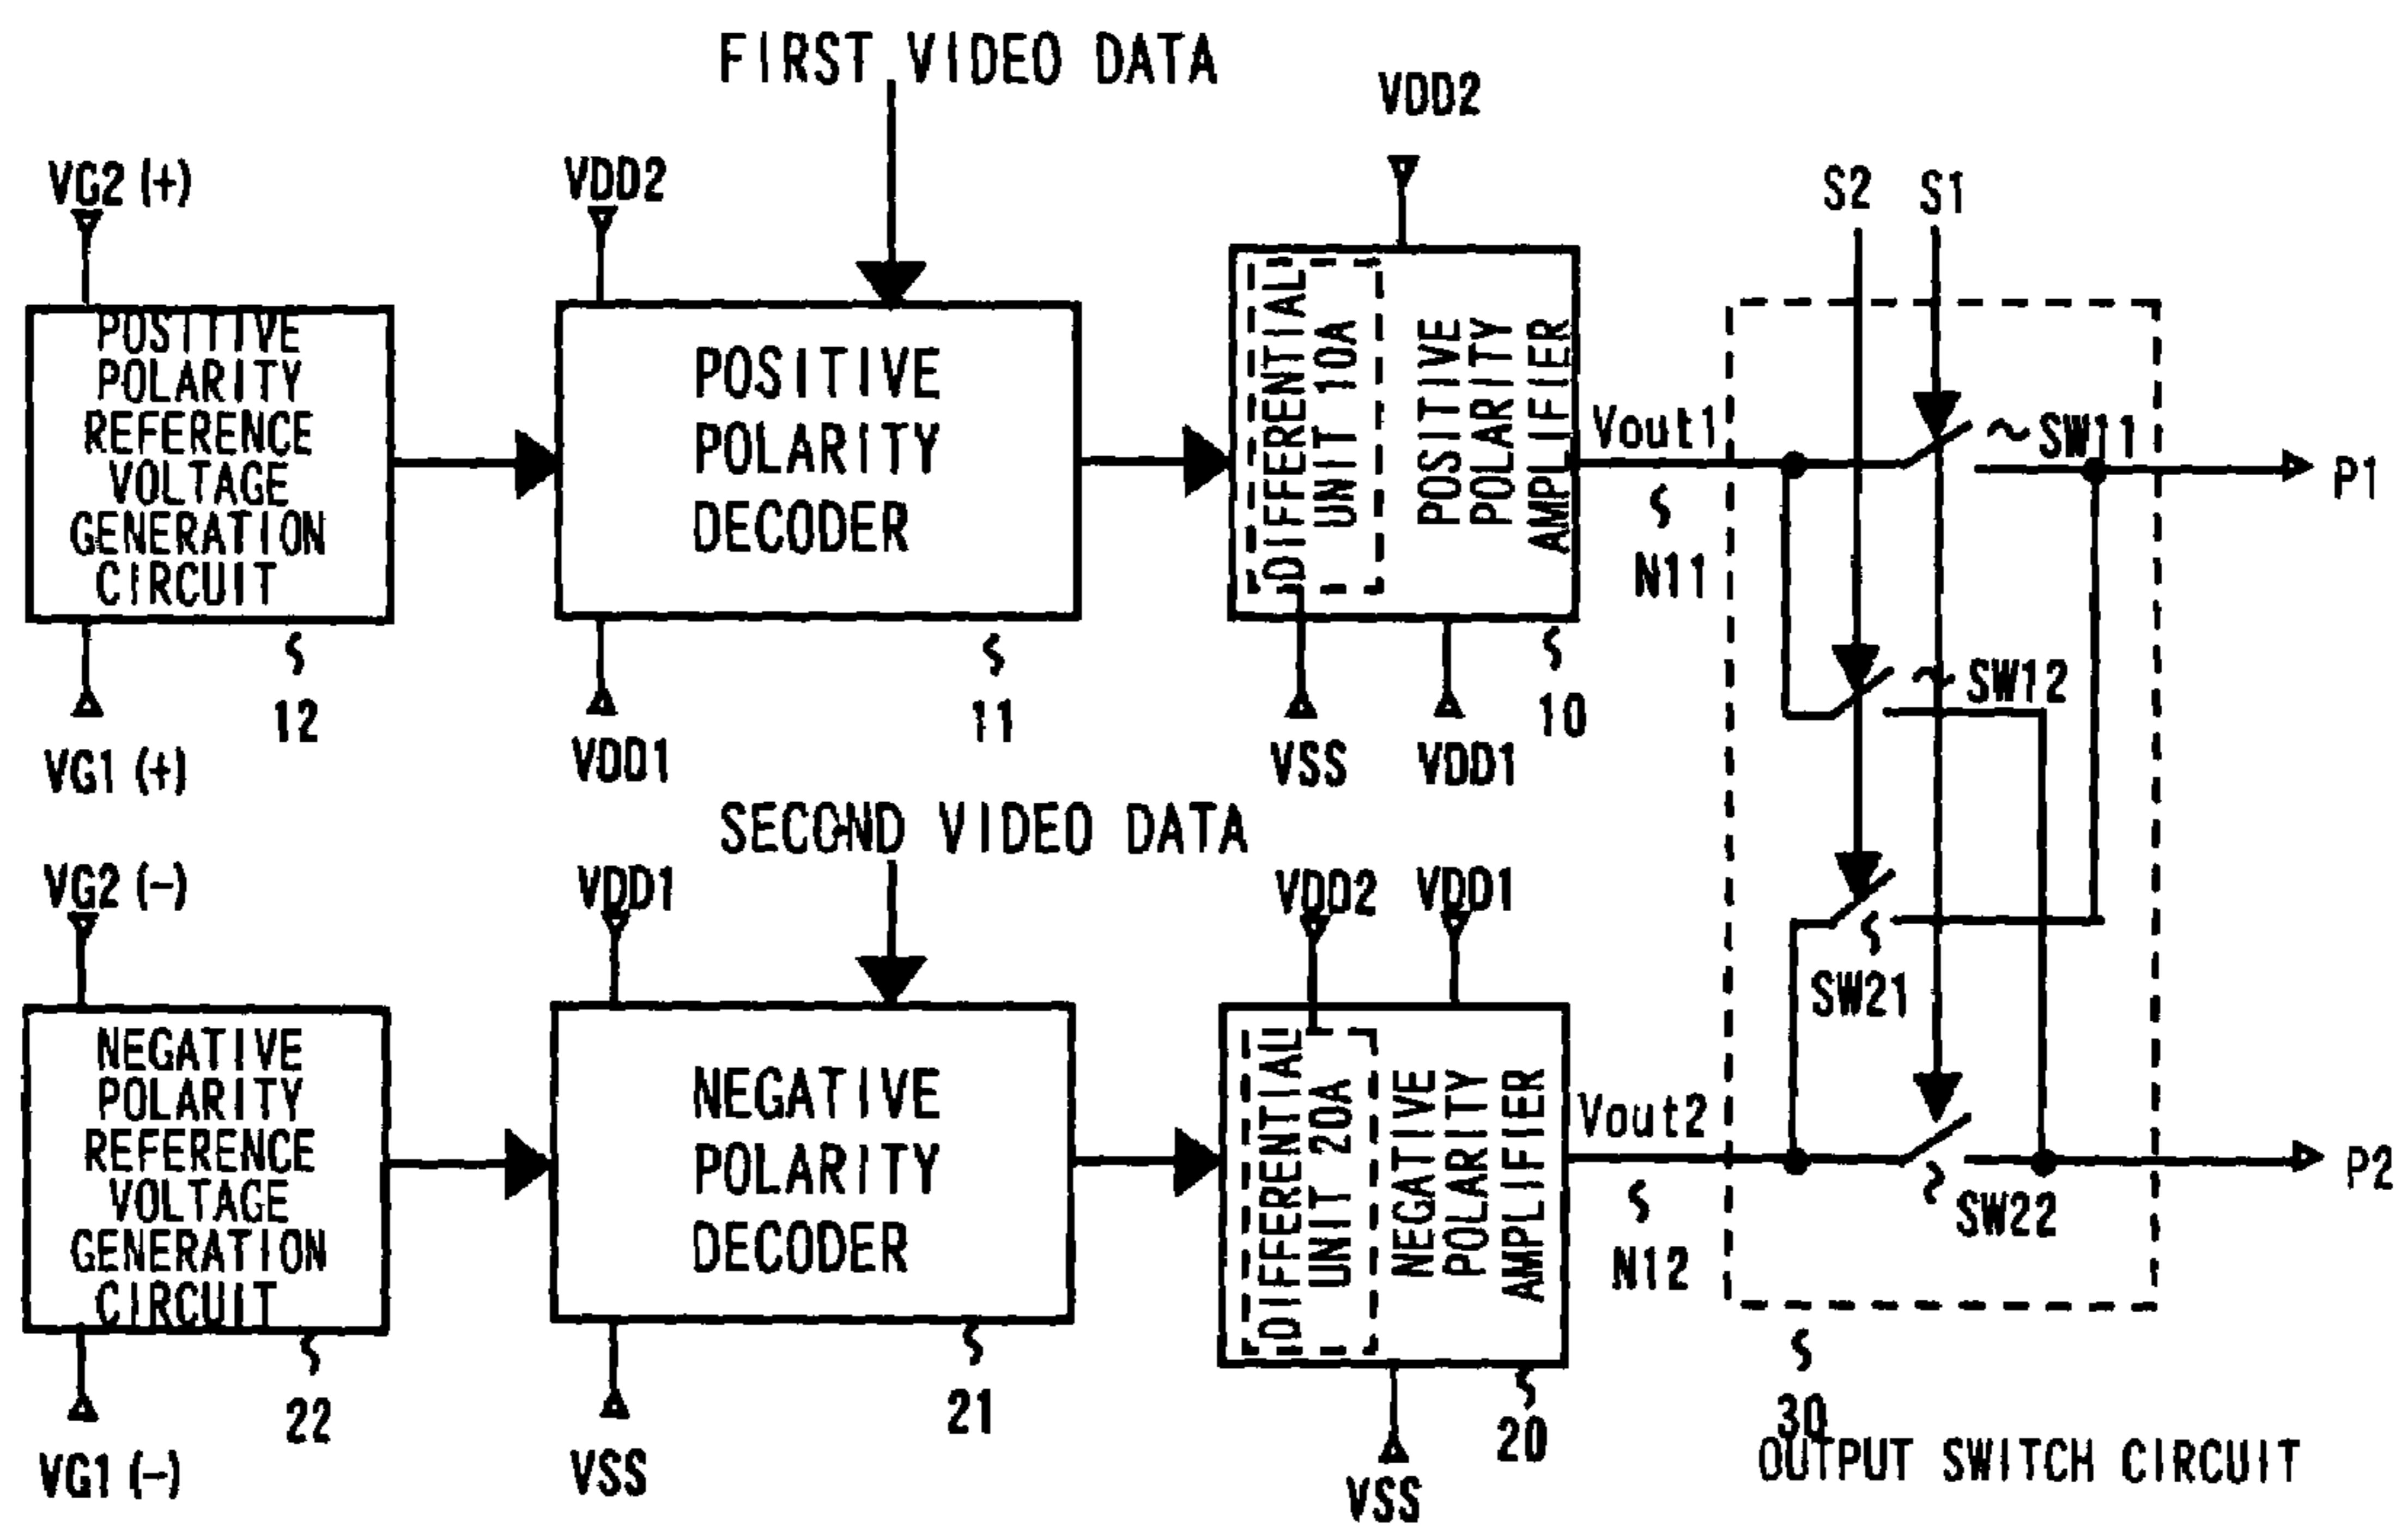 FIRST VIDEO DATA
VDD2
VG2 (+)
VDD2
S2
S1
POSITIVE
POLARITY
REFERENCE
VOLTAGE
GENERATION
CIRCUIT
POSITIVE
POLARITY
DECODER
DIFFERENTIAL
UNIT 10A
POSITIVE
POLARITY
AMPLIFIER
Vout1
SW11
P1
N11
12
11
10
SW12
VG1 (+)
VDD1
VSS
VDD1
SECOND VIDEO DATA
VG2 (-)
VDD1
VDD2
VDD1
SW21
NEGATIVE
POLARITY
REFERENCE
VOLTAGE
GENERATION
CIRCUIT
NEGATIVE
POLARITY
DECODER
DIFFERENTIAL
UNIT 20A
NEGATIVE
POLARITY
AMPLIFIER
Vout2
P2
SW22
N12
22
21
20
30
VG1 (-)
VSS
VSS
OUTPUT SWITCH CIRCUIT